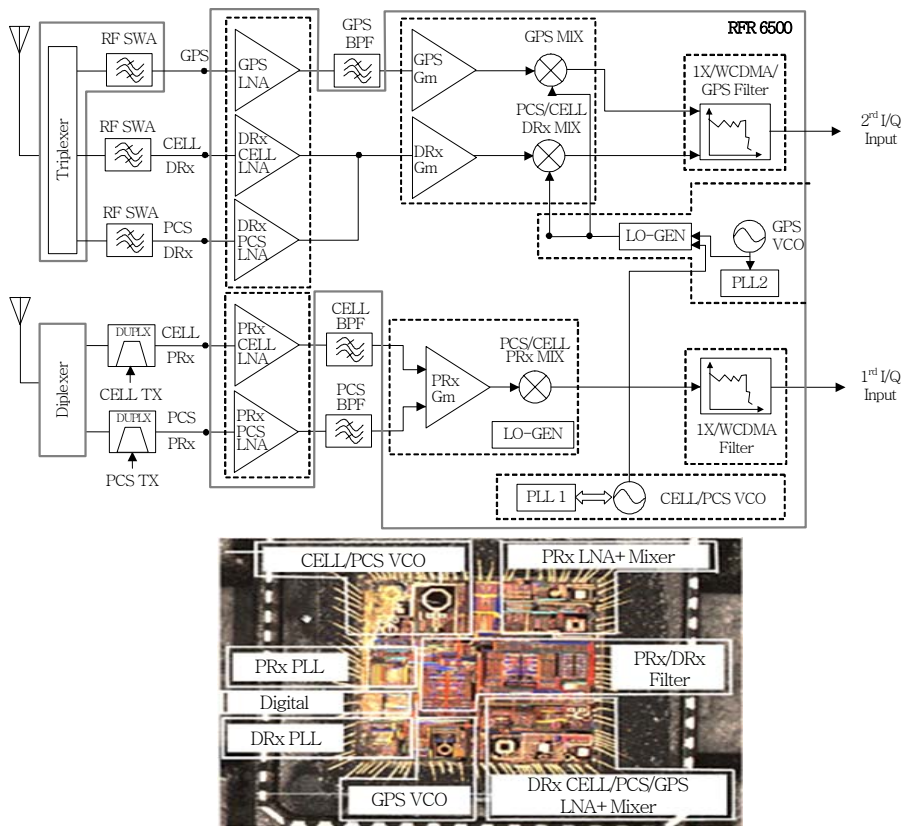 RFR 6500
RF SWA
GPS
GPS
LNA
GPS
BPF
GPS
Gm
GPS MIX
1X/WCDMA/
GPS Filter
2rd I/Q
Input
Triplexer
RF SWA
CELL
DRx
DRx
CELL
LNA
DRx
Gm
PCS/CELL
DRx MIX
RF SWA
PCS
DRx
DRx
PCS
LNA
LO-GEN
GPS
VCO
PLL2
Diplexer
DUPLX
CELL
PRx
CELL TX
PRx
CELL
LNA
CELL
BPF
PRx
Gm
PCS/CELL
PRx MIX
1X/WCDMA
Filter
1rd I/Q
Input
DUPLX
PCS
PRx
PCS TX
PRx
PCS
LNA
PCS
BPF
LO-GEN
PLL 1
CELL/PCS VCO
CELL/PCS VCO
PRx LNA+ Mixer
PRx PLL
PRx/DRx
Filter
Digital
DRx PLL
GPS VCO
DRx CELL/PCS/GPS
LNA+ Mixer